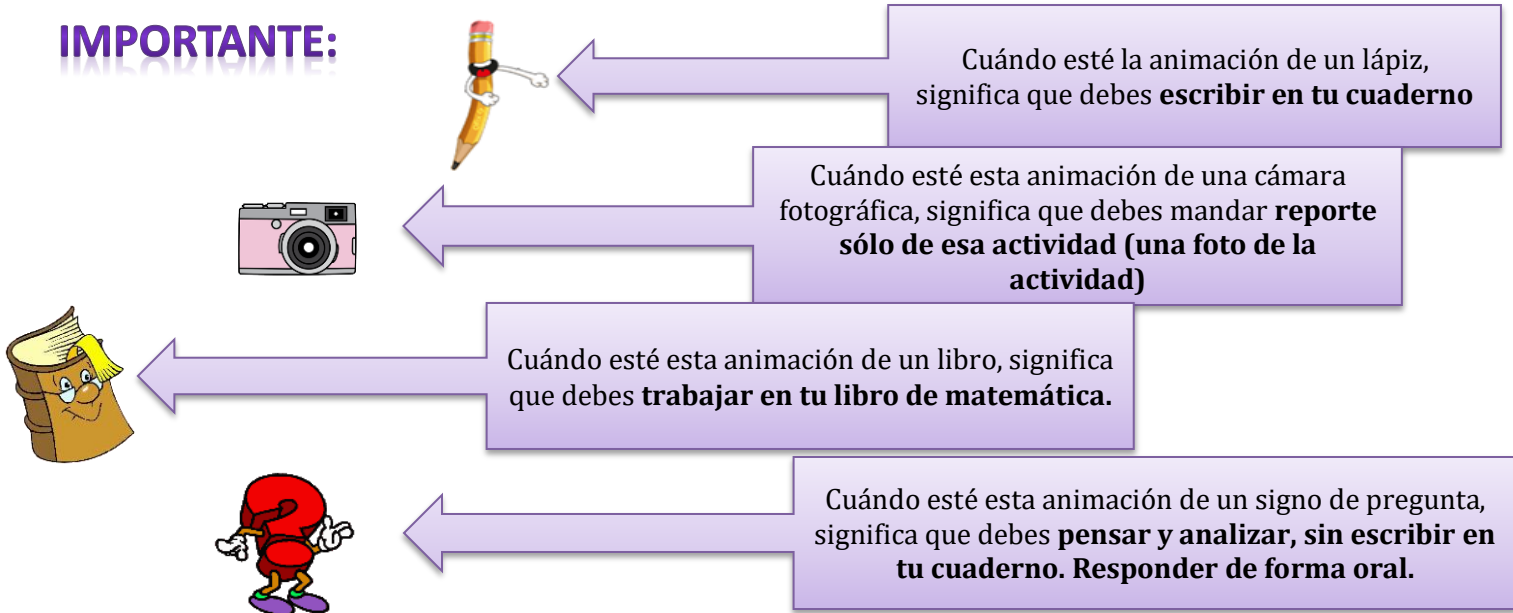 IMPORTANTE:
Cuándo esté la animación de un lápiz,
significa que debes escribir en tu cuaderno
Cuándo esté esta animación de una cámara
fotográfica, significa que debes mandar reporte
sólo de esa actividad (una foto de la
actividad)
Cuándo esté esta animación de un libro, significa
que debes trabajar en tu libro de matemática.
Cuándo esté esta animación de un signo de pregunta,
significa que debes pensar y analizar, sin escribir en
tu cuaderno. Responder de forma oral.